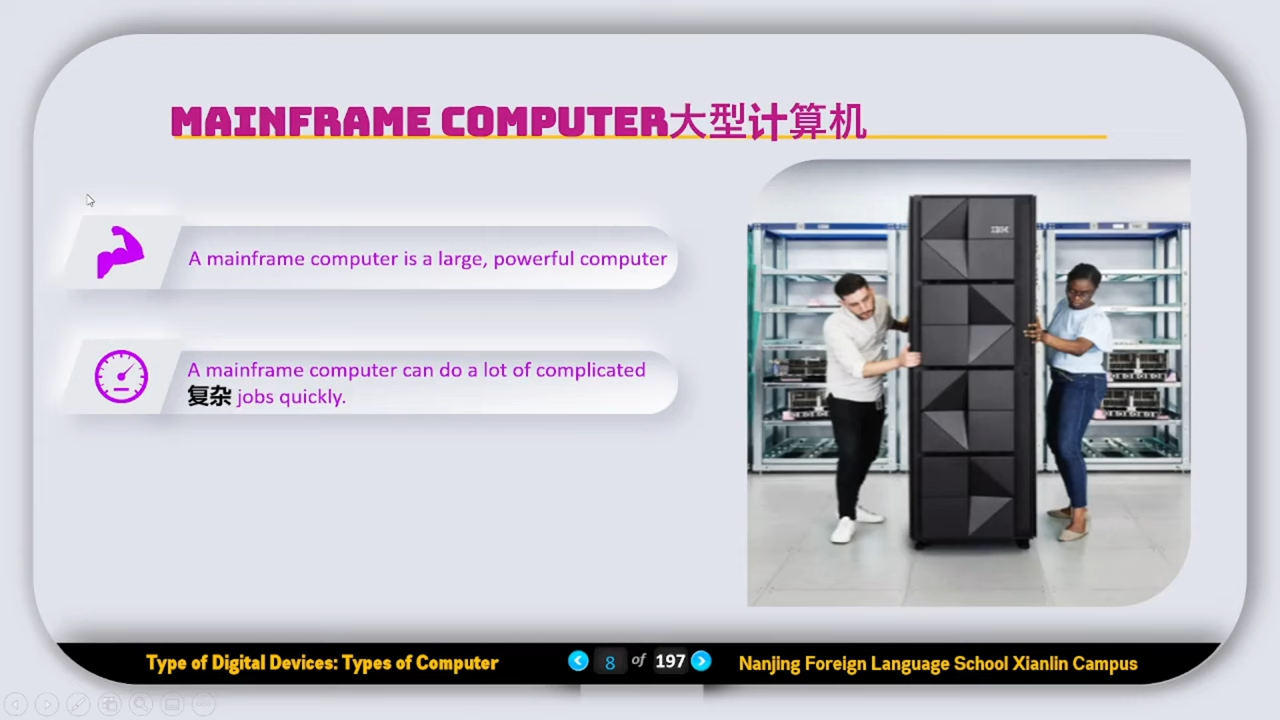 MAINFRAME COMPUTER大型计算机
A mainframe computer is a large, powerful computer
A mainframe computer can do a lot of complicated
复杂 jobs quickly.
IBM
Type of Digital Devices: Types of Computer
8 of 197
Nanjing Foreign Language School Xianlin Campus